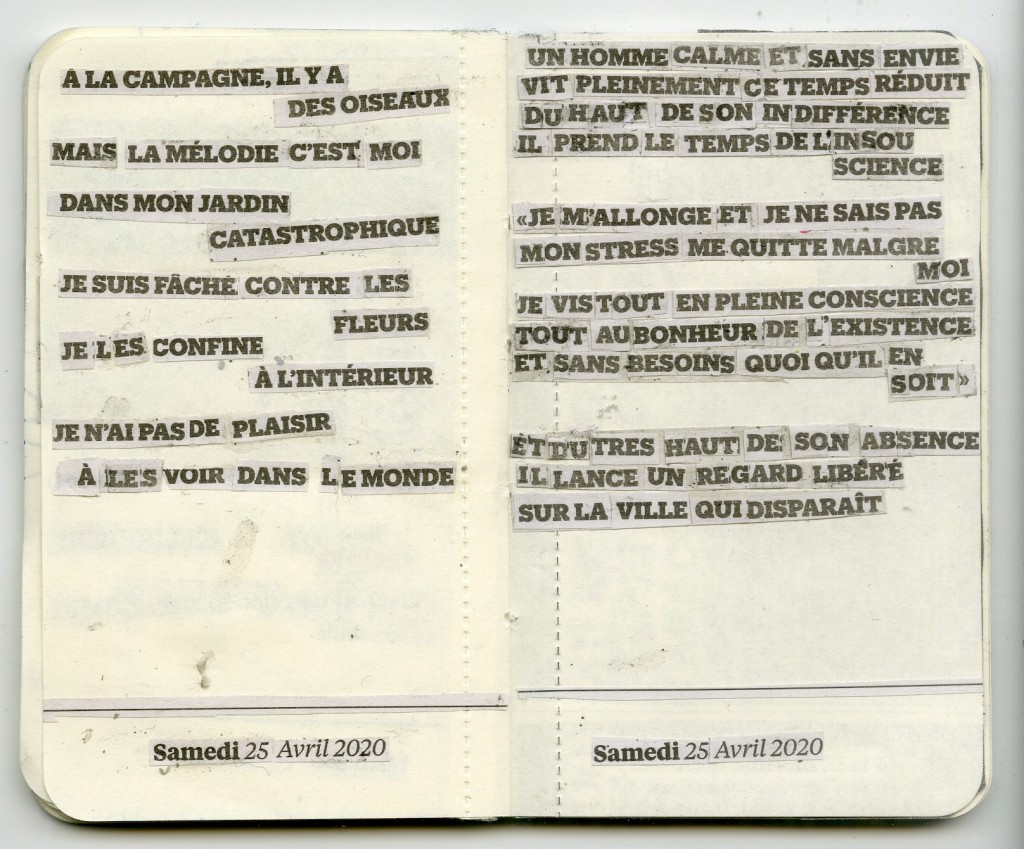 À LA CAMPAGNE, IL Y A
DES OISEAUX
MAIS LA MÉLODIE C'EST MOI
DANS MON JARDIN
CATASTROPHIQUE
JE SUIS FÂCHÉ CONTRE LES
FLEURS
JE LES CONFINE
À L'INTÉRIEUR
JE N'AI PAS DE PLAISIR
À LES VOIR DANS LE MONDE
Samedi 25 Avril 2020
UN HOMME CALME ET SANS ENVIE
VIT PLEINEMENT CE TEMPS RÉDUIT
DU HAUT DE SON INDIFFÉRENCE
IL PREND LE TEMPS DE L'INSOU
SCIENCE
«JE M'ALLONGE ET JE NE SAIS PAS
MON STRESS ME QUITTE MALGRE
MOI
JE VIS TOUT EN PLEINE CONSCIENCE
TOUT AU BONHEUR DE L'EXISTENCE
ET SANS BESOINS QUOI QU'IL EN
SOIT»
ET DU TRES HAUT DE SON ABSENCE
IL LANCE UN REGARD LIBÉRÉ
SUR LA VILLE QUI DISPARAÎT
Samedi 25 Avril 2020